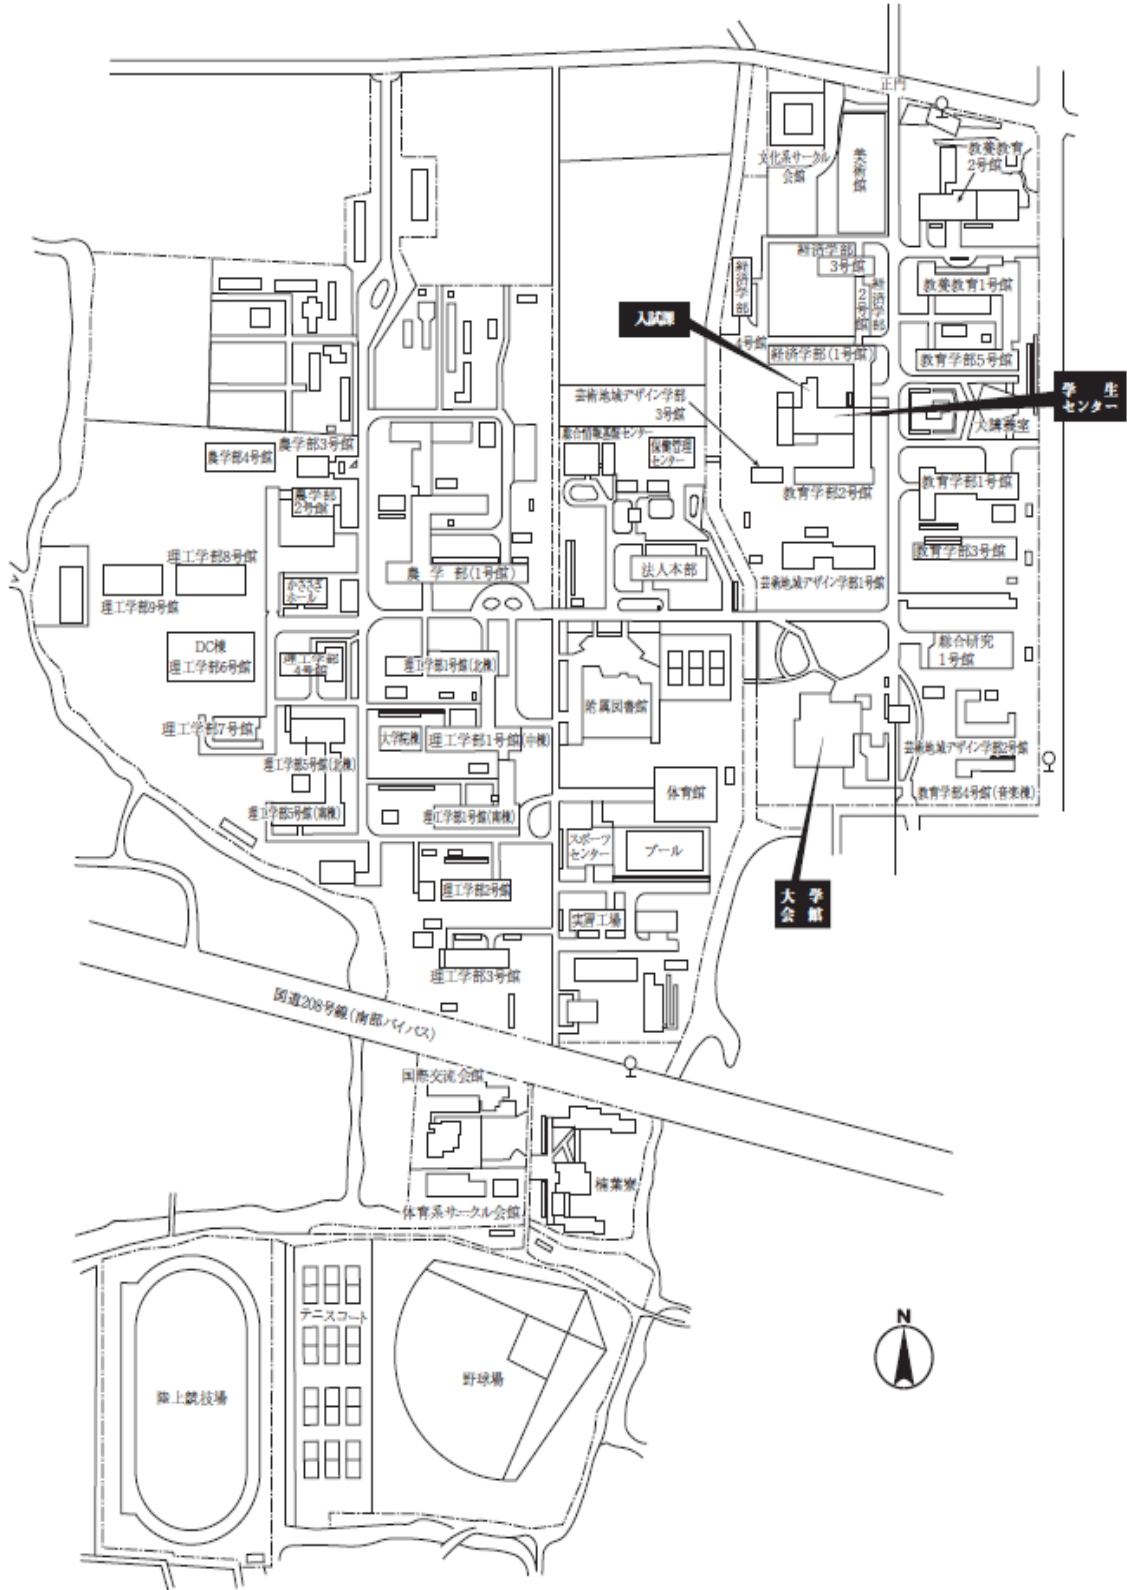 正門
教養教育
2号館
文化系サークル
会館
美術館
経済学部
3号館
経済学部
2号館
経済学部
4号館
教養教育1号館
入試課
経済学部(1号館)
教育学部5号館
学生
センター
芸術地域デザイン学部
3号館
大講義室
総合情報基盤センター
保健管理
センター
農学部3号館
農学部4号館
教育学部2号館
教育学部1号館
農学部
2号館
教育学部3号館
理工学部8号館
農学部(1号館)
法人本部
芸術地域デザイン学部1号館
かささぎ
ホール
理工学部9号館
DC棟
理工学部6号館
理工学部
4号館
理工学部1号館(北棟)
総合研究
1号館
附属図書館
理工学部7号館
大学院棟
理工学部1号館(中棟)
芸術地域デザイン学部2号館
理工学部5号館(北棟)
体育館
教育学部4号館(音楽棟)
理工学部5号館(南棟)
理工学部1号館(南棟)
スポーツ
センター
プール
理工学部2号館
大学
会館
実習工場
理工学部3号館
国道208号線(南部バイパス)
国際交流会館
楠葉寮
体育系サークル会館
テニスコート
陸上競技場
野球場
N